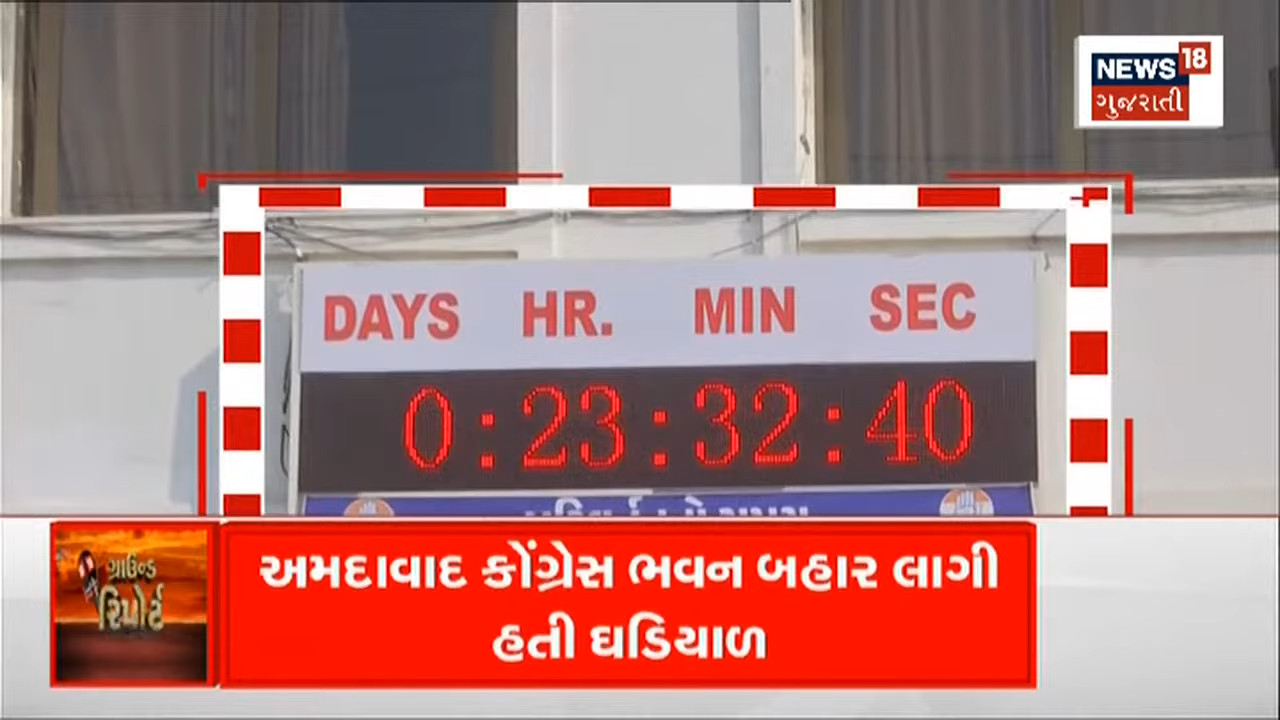 NEWS 18
ગુજરાતી
DAYS HR. MIN SEC
0:23:32:40
ગ્રાઉન્ડ
રિપોર્ટ
અમદાવાદ કોંગ્રેસ ભવન બહાર લાગી
હતી ઘડિયાળ